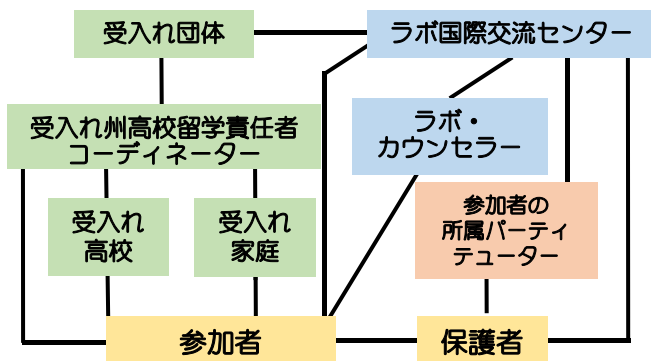 受入れ団体
ラボ国際交流センター
受入れ州高校留学責任者
コーディネーター
ラボ・
カウンセラー
受入れ
高校
受入れ
家庭
参加者の
所属パーティ
テューター
参加者
保護者